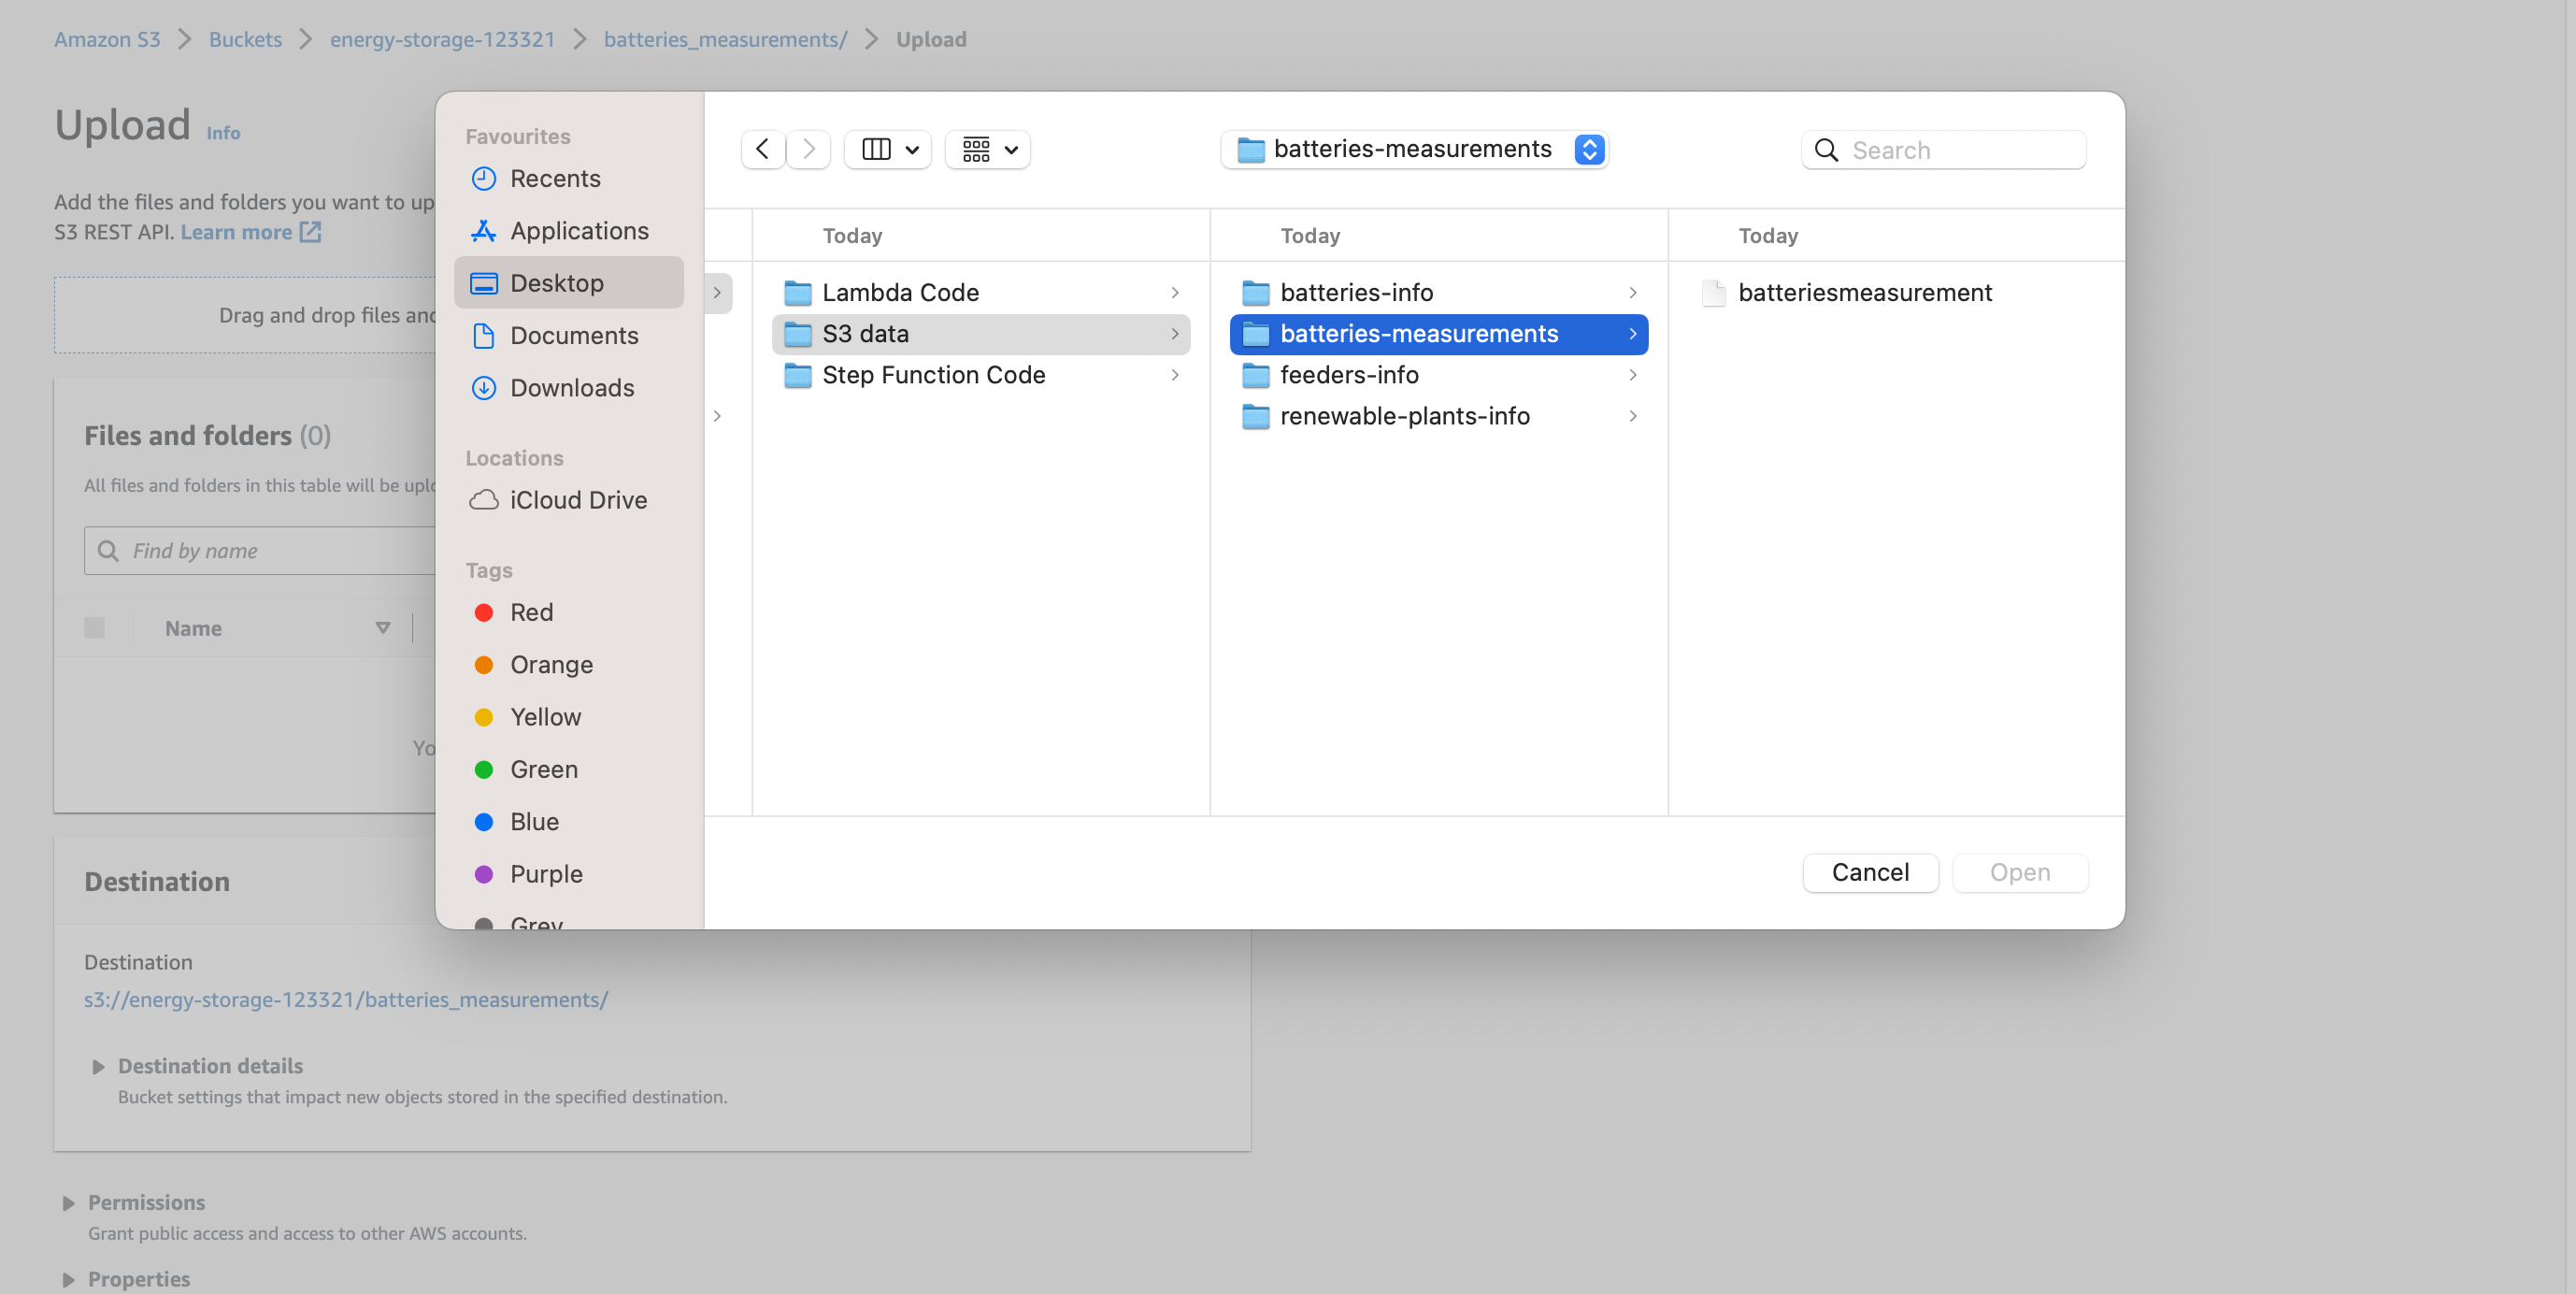 Amazon S3 > Buckets > energy-storage-123321 > batteries_measurements/ > Upload
Upload Info
Add the files and folders you want to up
S3 REST API. Learn more
Drag and drop files and
Files and folders (0)
All files and folders in this table will be uplo
Find by name
Name
Yo
Destination
Destination
s3://energy-storage-123321/batteries_measurements/
Destination details
Bucket settings that impact new objects stored in the specified destination.
Permissions
Grant public access and access to other AWS accounts.
Properties
Favourites
Recents
Applications
Desktop
Documents
Downloads
Locations
iCloud Drive
Tags
Red
Orange
Yellow
Green
Blue
Purple
Grey
batteries-measurements
Search
Today
Lambda Code
S3 data
Step Function Code
Today
batteries-info
batteries-measurements
feeders-info
renewable-plants-info
Today
batteriesmeasurement
Cancel
Open